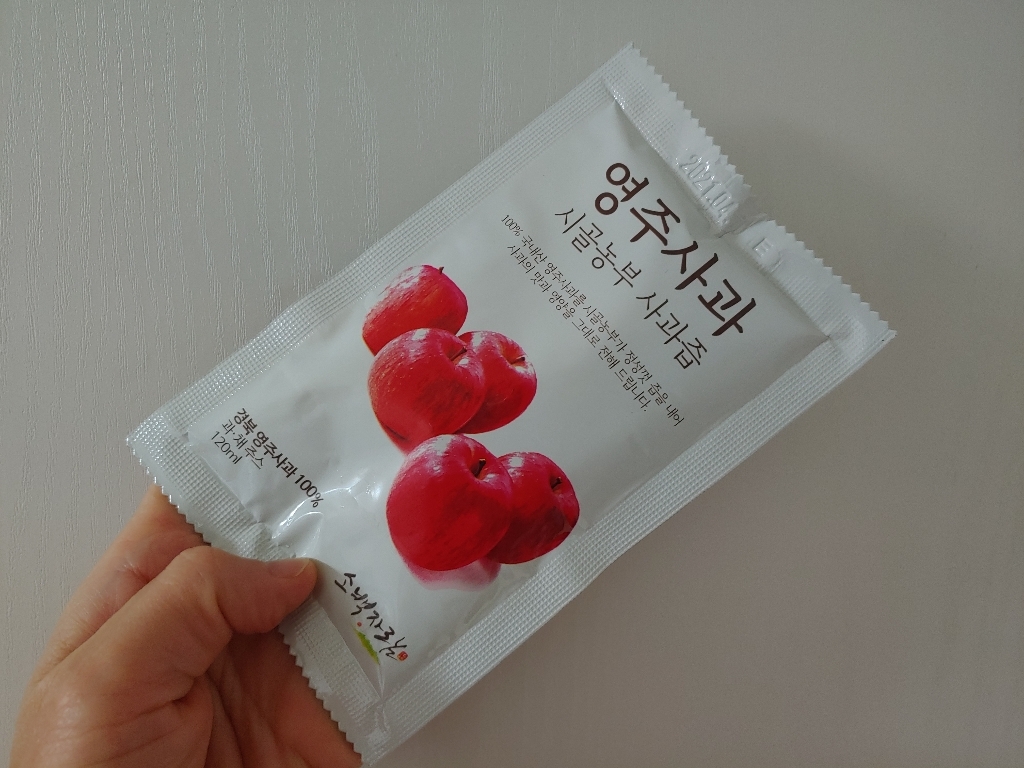 2021.04
E
영주사과
시골농부 사과즙
100% 국내산 영주사과를 시골농부가 정성껏 즙을 내어
사과의 맛과 영양을 그대로 전해 드립니다.
경북 영주사과 100%
과·채주스
120ml
소백자락